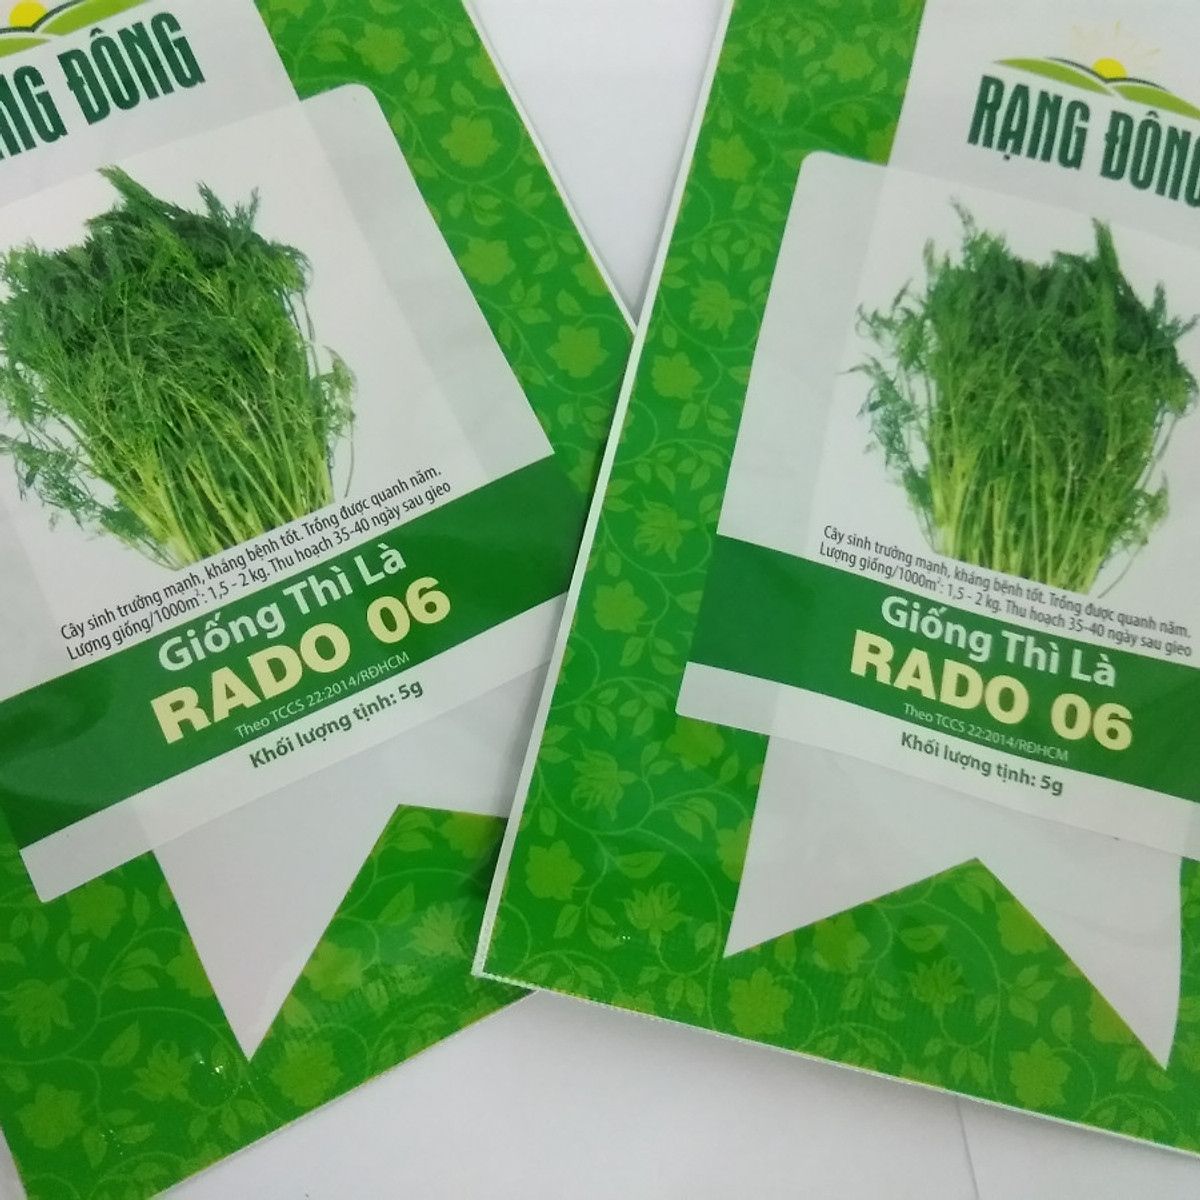 ĐÔNG
Cây sinh trưởng mạnh, kháng bệnh tốt. Trồng được quanh năm.
Lượng giống/1000m²: 1,5 - 2 kg. Thu hoạch 35-40 ngày sau gieo
Giống Thì Là
RADO 06
Theo TCCS 22:2014/RĐHCM
Khối lượng tịnh: 5g
RẠNG ĐÔNG
Cây sinh trưởng mạnh, kháng bệnh tốt. Trồng được quanh năm.
Lượng giống/1000m²: 1,5 - 2 kg. Thu hoạch 35-40 ngày sau gieo
Giống Thì Là
RADO 06
Theo TCCS 22:2014/RĐHCM
Khối lượng tịnh: 5g